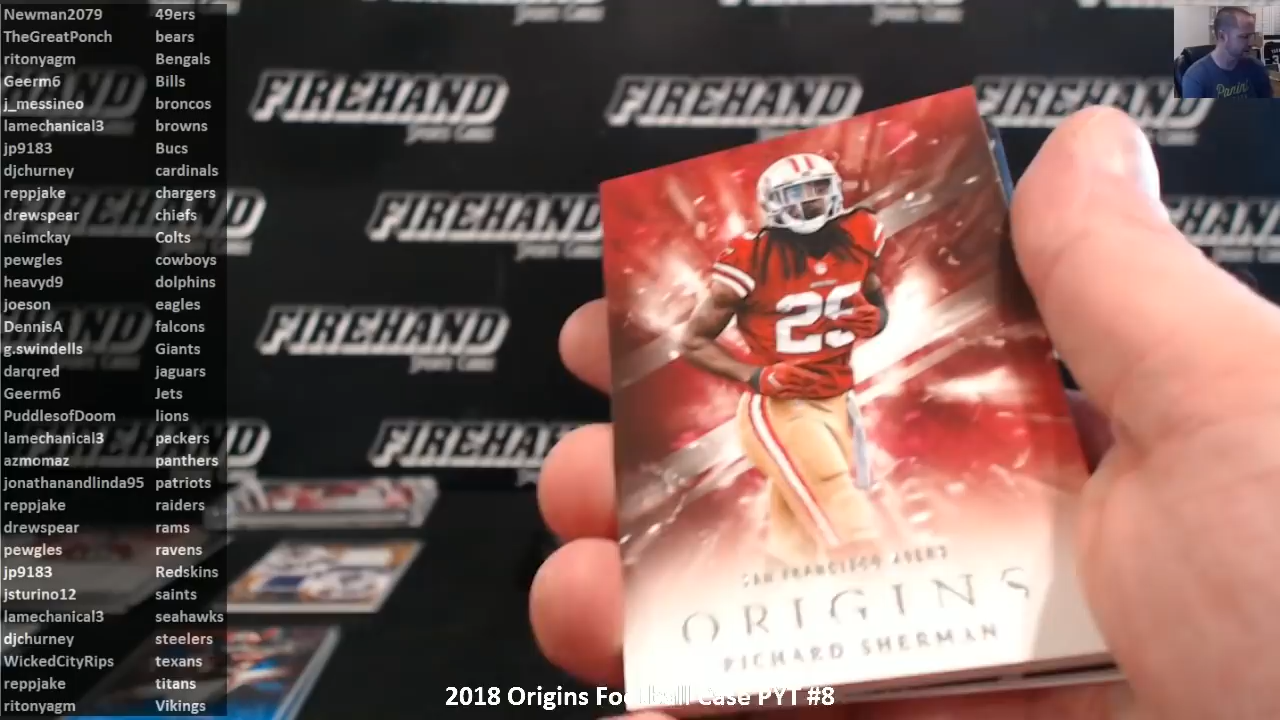 Newman2079 49ers
TheGreatPonch bears
ritonyagm Bengals
Geerm6 Bills
j_messineo broncos
lamechanical3 browns
jp9183 Bucs
djchurney cardinals
reppjake chargers
drewspear chiefs
neimckay Colts
pewgles cowboys
heavyd9 dolphins
joeson eagles
DennisA falcons
g.swindells Giants
darqred jaguars
Geerm6 Jets
PuddlesofDoom lions
lamechanical3 packers
azmomaz panthers
jonathanandlinda95 patriots
reppjake raiders
drewspear rams
pewgles ravens
jp9183 Redskins
jsturino12 saints
lamechanical3 seahawks
djchurney steelers
WickedCityRips texans
reppjake titans
ritonyagm Vikings
FIREHAND
FIREHAND
FIREHAND
FIREHAND
FIREHAND
FIREHAND
Panini
25
SAN FRANCISCO 49ERS
ORIGINS
RICHARD SHERMAN
2018 Origins Football Case PYT #8